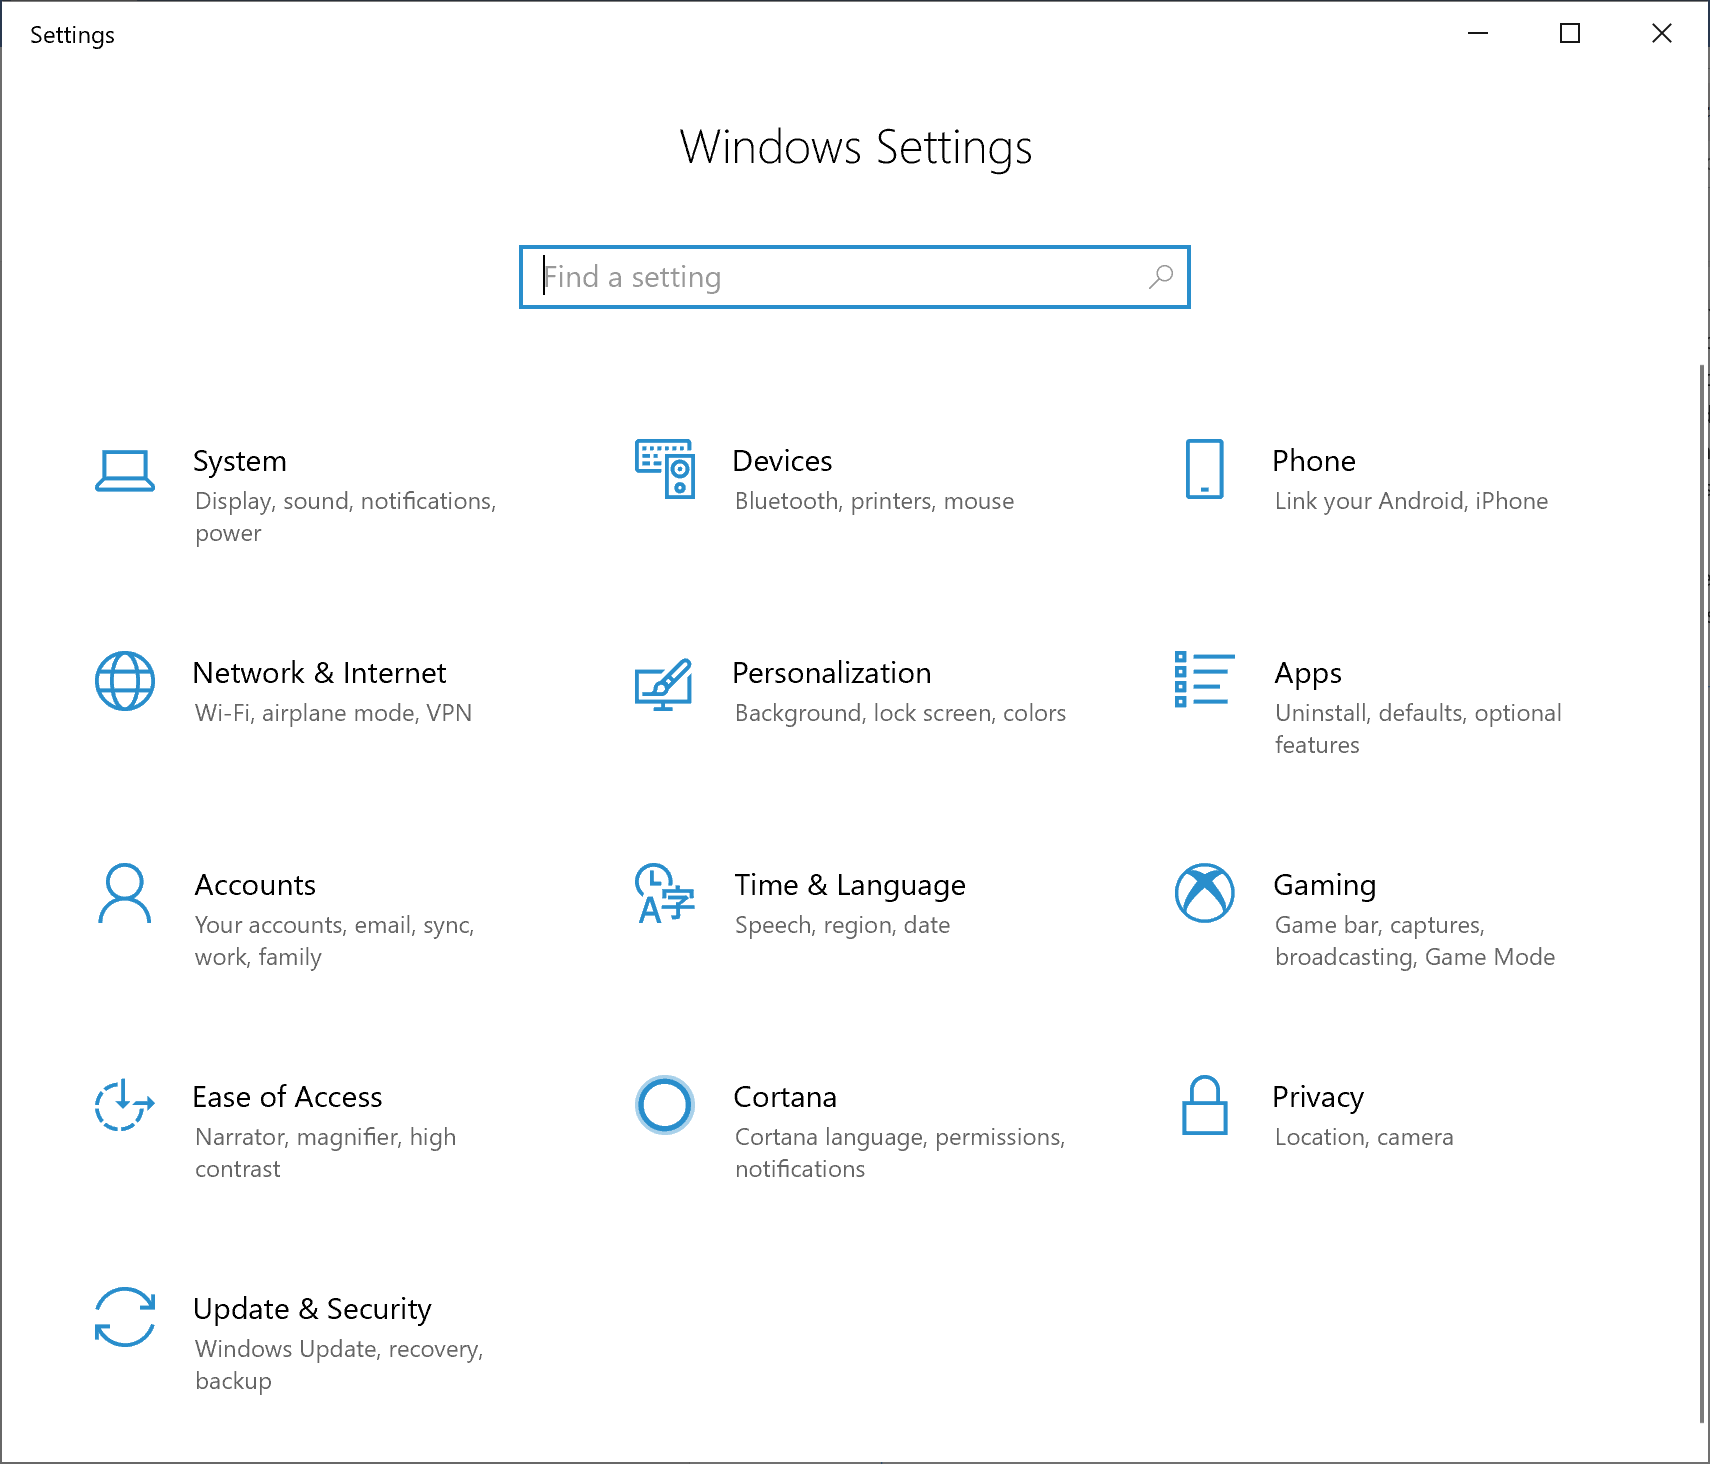 Settings
Windows Settings
Find a setting
System
Display, sound, notifications,
power
Devices
Bluetooth, printers, mouse
Phone
Link your Android, iPhone
Network & Internet
Wi-Fi, airplane mode, VPN
Personalization
Background, lock screen, colors
Apps
Uninstall, defaults, optional
features
Accounts
Your accounts, email, sync,
work, family
Time & Language
Speech, region, date
Gaming
Game bar, captures,
broadcasting, Game Mode
Ease of Access
Narrator, magnifier, high
contrast
Cortana
Cortana language, permissions,
notifications
Privacy
Location, camera
Update & Security
Windows Update, recovery,
backup